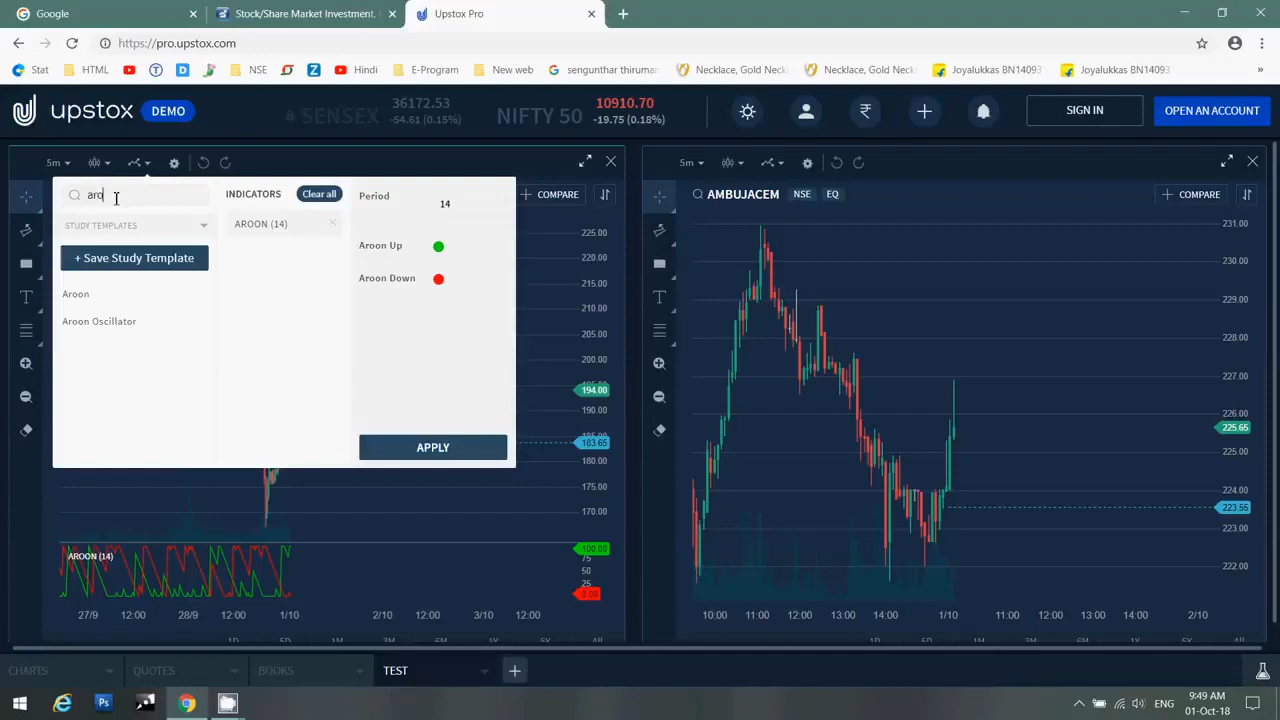 Google
Stock/Share Market Investment.
Upstox Pro
https://pro.upstox.com
Stat
HTML
E-Program
NSE
Hindi
New web
sengunthar thirumar
Necklace, Gold Neck
Necklace, Gold Neck
Joyalukkas BN14093
Joyalukkas BN14093
upstox
DEMO
SENSEX
36172.53
-54.61 (0.15%)
NIFTY 50
10910.70
-19.75 (0.18%)
SIGN IN
OPEN AN ACCOUNT
5m
aro
STUDY TEMPLATES
+ Save Study Template
Aroon
Aroon Oscillator
INDICATORS
Clear all
AROON (14)
Period
14
Aroon Up
Aroon Down
APPLY
COMPARE
225.00
220.00
215.00
210.00
205.00
200.00
194.00
190.00
183.65
180.00
175.00
170.00
AROON (14)
100.00
75
50
25
0.00
27/9
12:00
28/9
12:00
1/10
2/10
12:00
3/10
12:00
5m
AMBUJACEM
NSE
EQ
COMPARE
231.00
230.00
229.00
228.00
227.00
226.00
225.65
225.00
224.00
223.55
223.00
222.00
10:00
11:00
12:00
13:00
14:00
1/10
11:00
12:00
13:00
14:00
2/10
CHARTS
QUOTES
BOOKS
TEST
ENG
9:49 AM
01-Oct-18